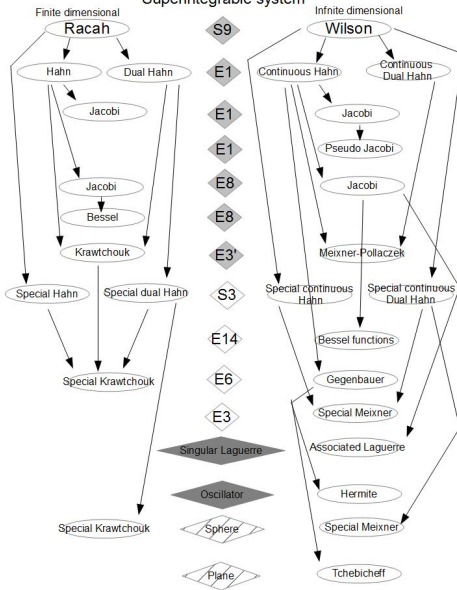 Superintegrable system
Finite dimensional
Infnite dimensional
Racah
S9
Wilson
Hahn
Dual Hahn
E1
Continuous Hahn
Continuous
Dual Hahn
Jacobi
E1
Jacobi
E1
Pseudo Jacobi
Jacobi
E8
Jacobi
Bessel
E8
Krawtchouk
E3'
Meixner-Pollaczek
Special Hahn
Special dual Hahn
S3
Special continuous
Hahn
Special continuous
Dual Hahn
E14
Bessel functions
Special Krawtchouk
E6
Gegenbauer
E3
Special Meixner
Singular Laguerre
Associated Laguerre
Oscillator
Hermite
Special Krawtchouk
Sphere
Special Meixner
Plane
Tchebicheff